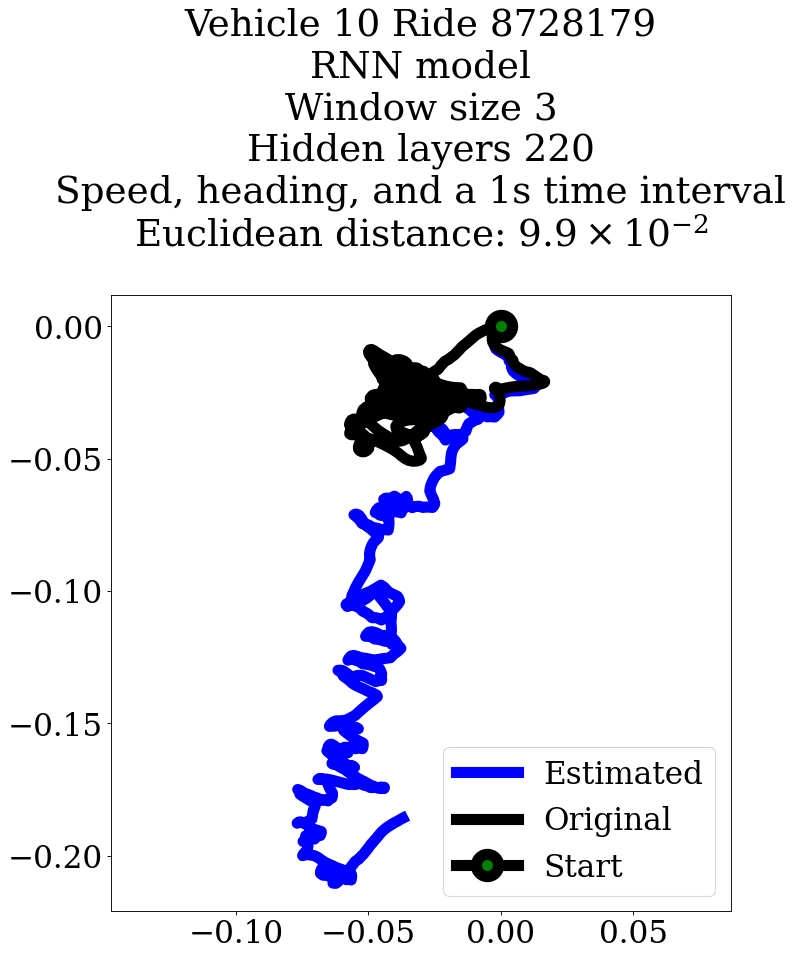 Vehicle 10 Ride 8728179
RNN model
Window size 3
Hidden layers 220
Speed, heading, and a 1s time interval
Euclidean distance: 9.9 × 10⁻²
0.00
−0.05
−0.10
−0.15
−0.20
Estimated
Original
Start
−0.10 −0.05 0.00 0.05